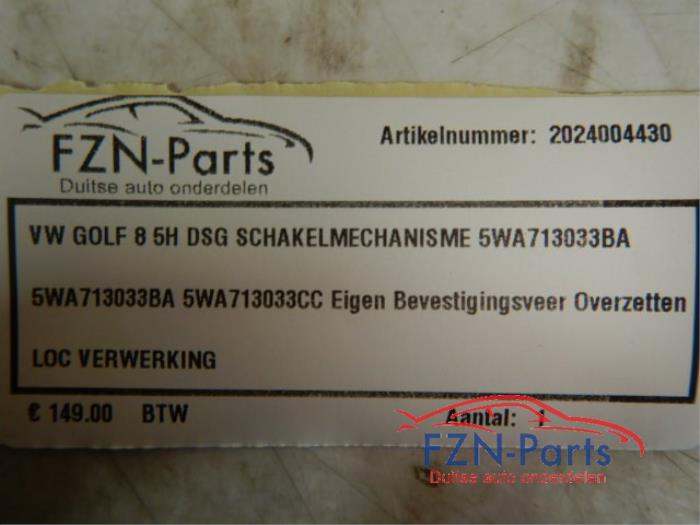 FZN-Parts
Duitse auto onderdelen
Artikelnummer: 2024004430
VW GOLF 8 5H DSG SCHAKELMECHANISME 5WA713033BA
5WA713033BA 5WA713033CC Eigen Bevestigingsveer Overzetten
LOC VERWERKING
€ 149.00 BTW
Aantal: 1
FZN-Parts
Duitse auto onderdelen